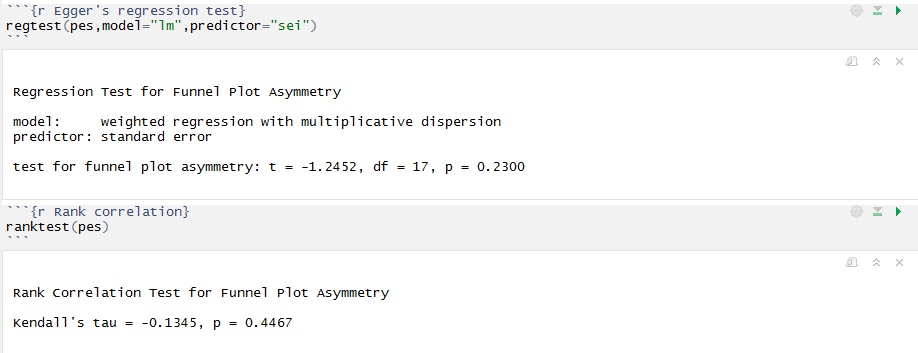 ```{r Egger's regression test}
regtest(pes,model="lm",predictor="sei")
```
Regression Test for Funnel Plot Asymmetry
model:     weighted regression with multiplicative dispersion
predictor: standard error
test for funnel plot asymmetry: t = -1.2452, df = 17, p = 0.2300
```{r Rank correlation}
ranktest(pes)
```
Rank Correlation Test for Funnel Plot Asymmetry
Kendall's tau = -0.1345, p = 0.4467